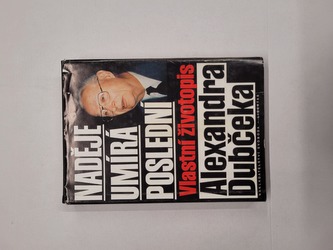 NADĚJE
UMÍRÁ
POSLEDNÍ
Vlastní životopis
Alexandra
Dubčeka